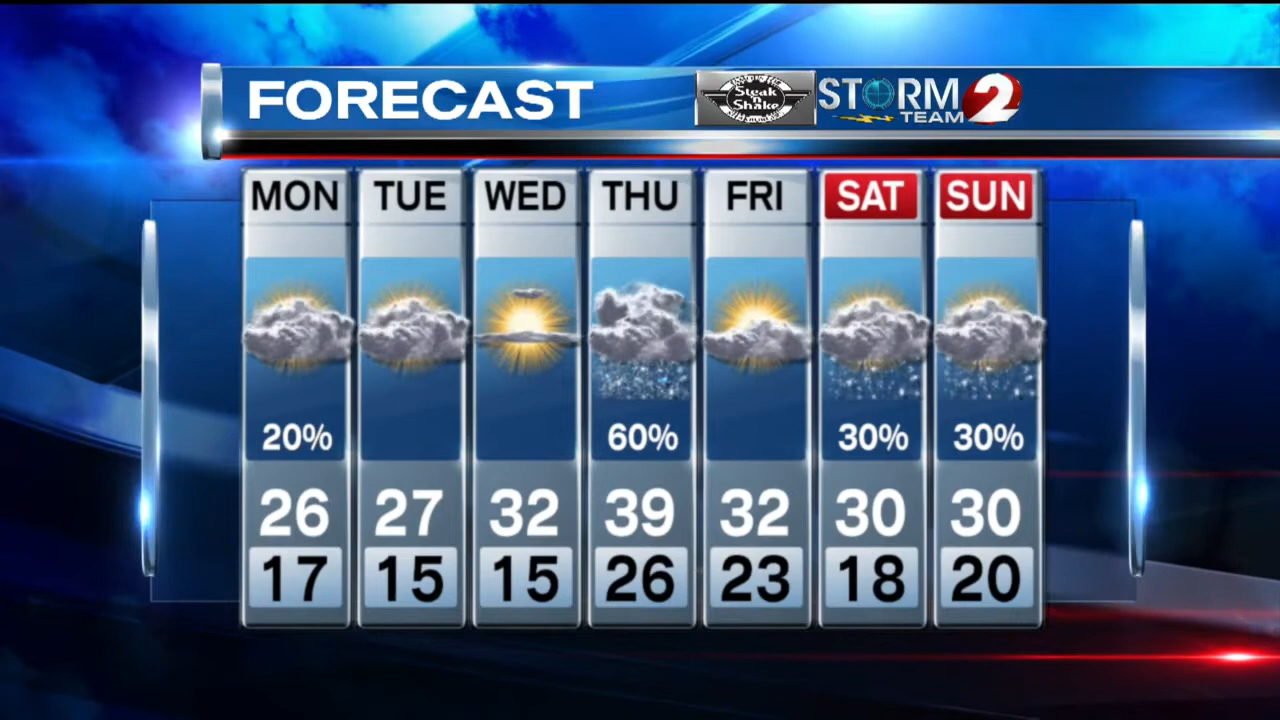 FORECAST
Steak
n
Shake
STORM
TEAM
2
MON TUE WED THU FRI SAT SUN
20% 60% 30% 30%
26 27 32 39 32 30 30
17 15 15 26 23 18 20